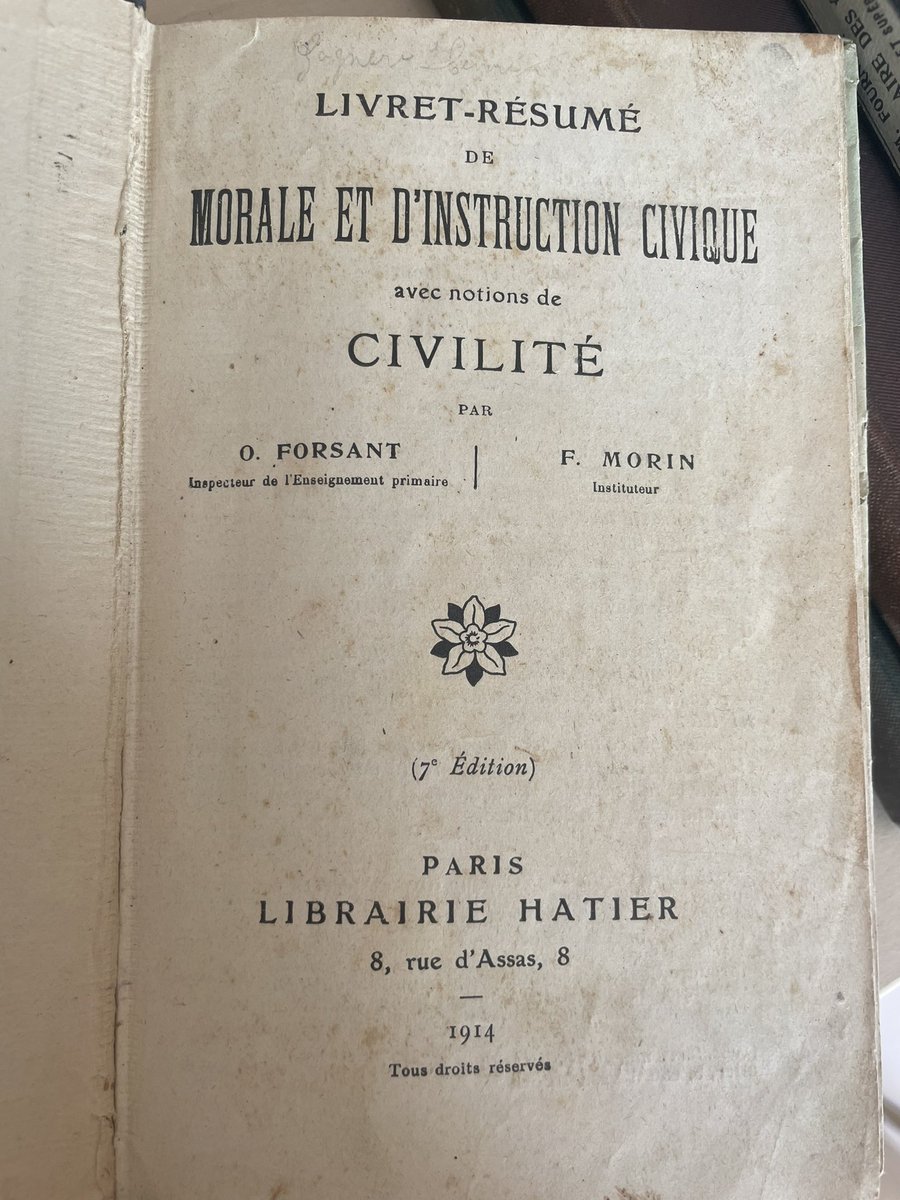 LIVRET-RÉSUMÉ
DE
MORALE ET D'INSTRUCTION CIVIQUE
avec notions de
CIVILITÉ
PAR
O. FORSANT
Inspecteur de l'Enseignement primaire
F. MORIN
Instituteur
(7e Édition)
PARIS
LIBRAIRIE HATIER
8, rue d'Assas, 8
1914
Tous droits réservés
DES